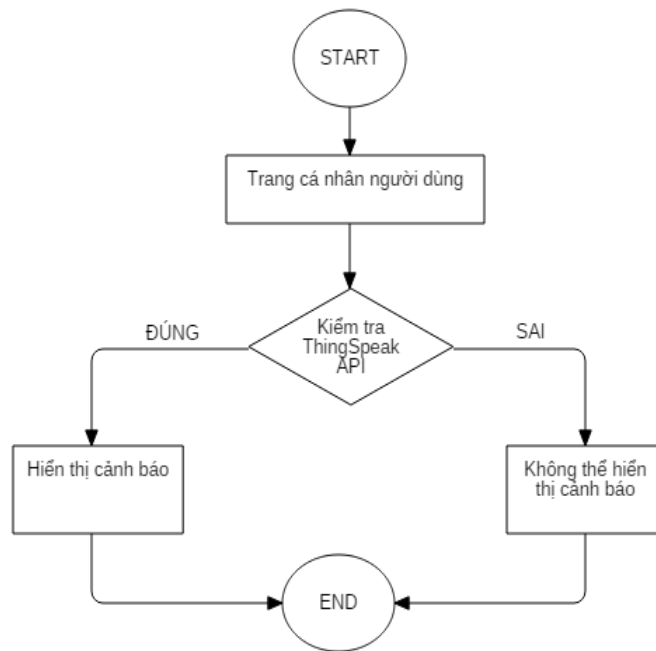 START
Trang cá nhân người dùng
Kiểm tra
ThingSpeak
API
ĐÚNG
SAI
Hiển thị cảnh báo
Không thể hiển
thị cảnh báo
END